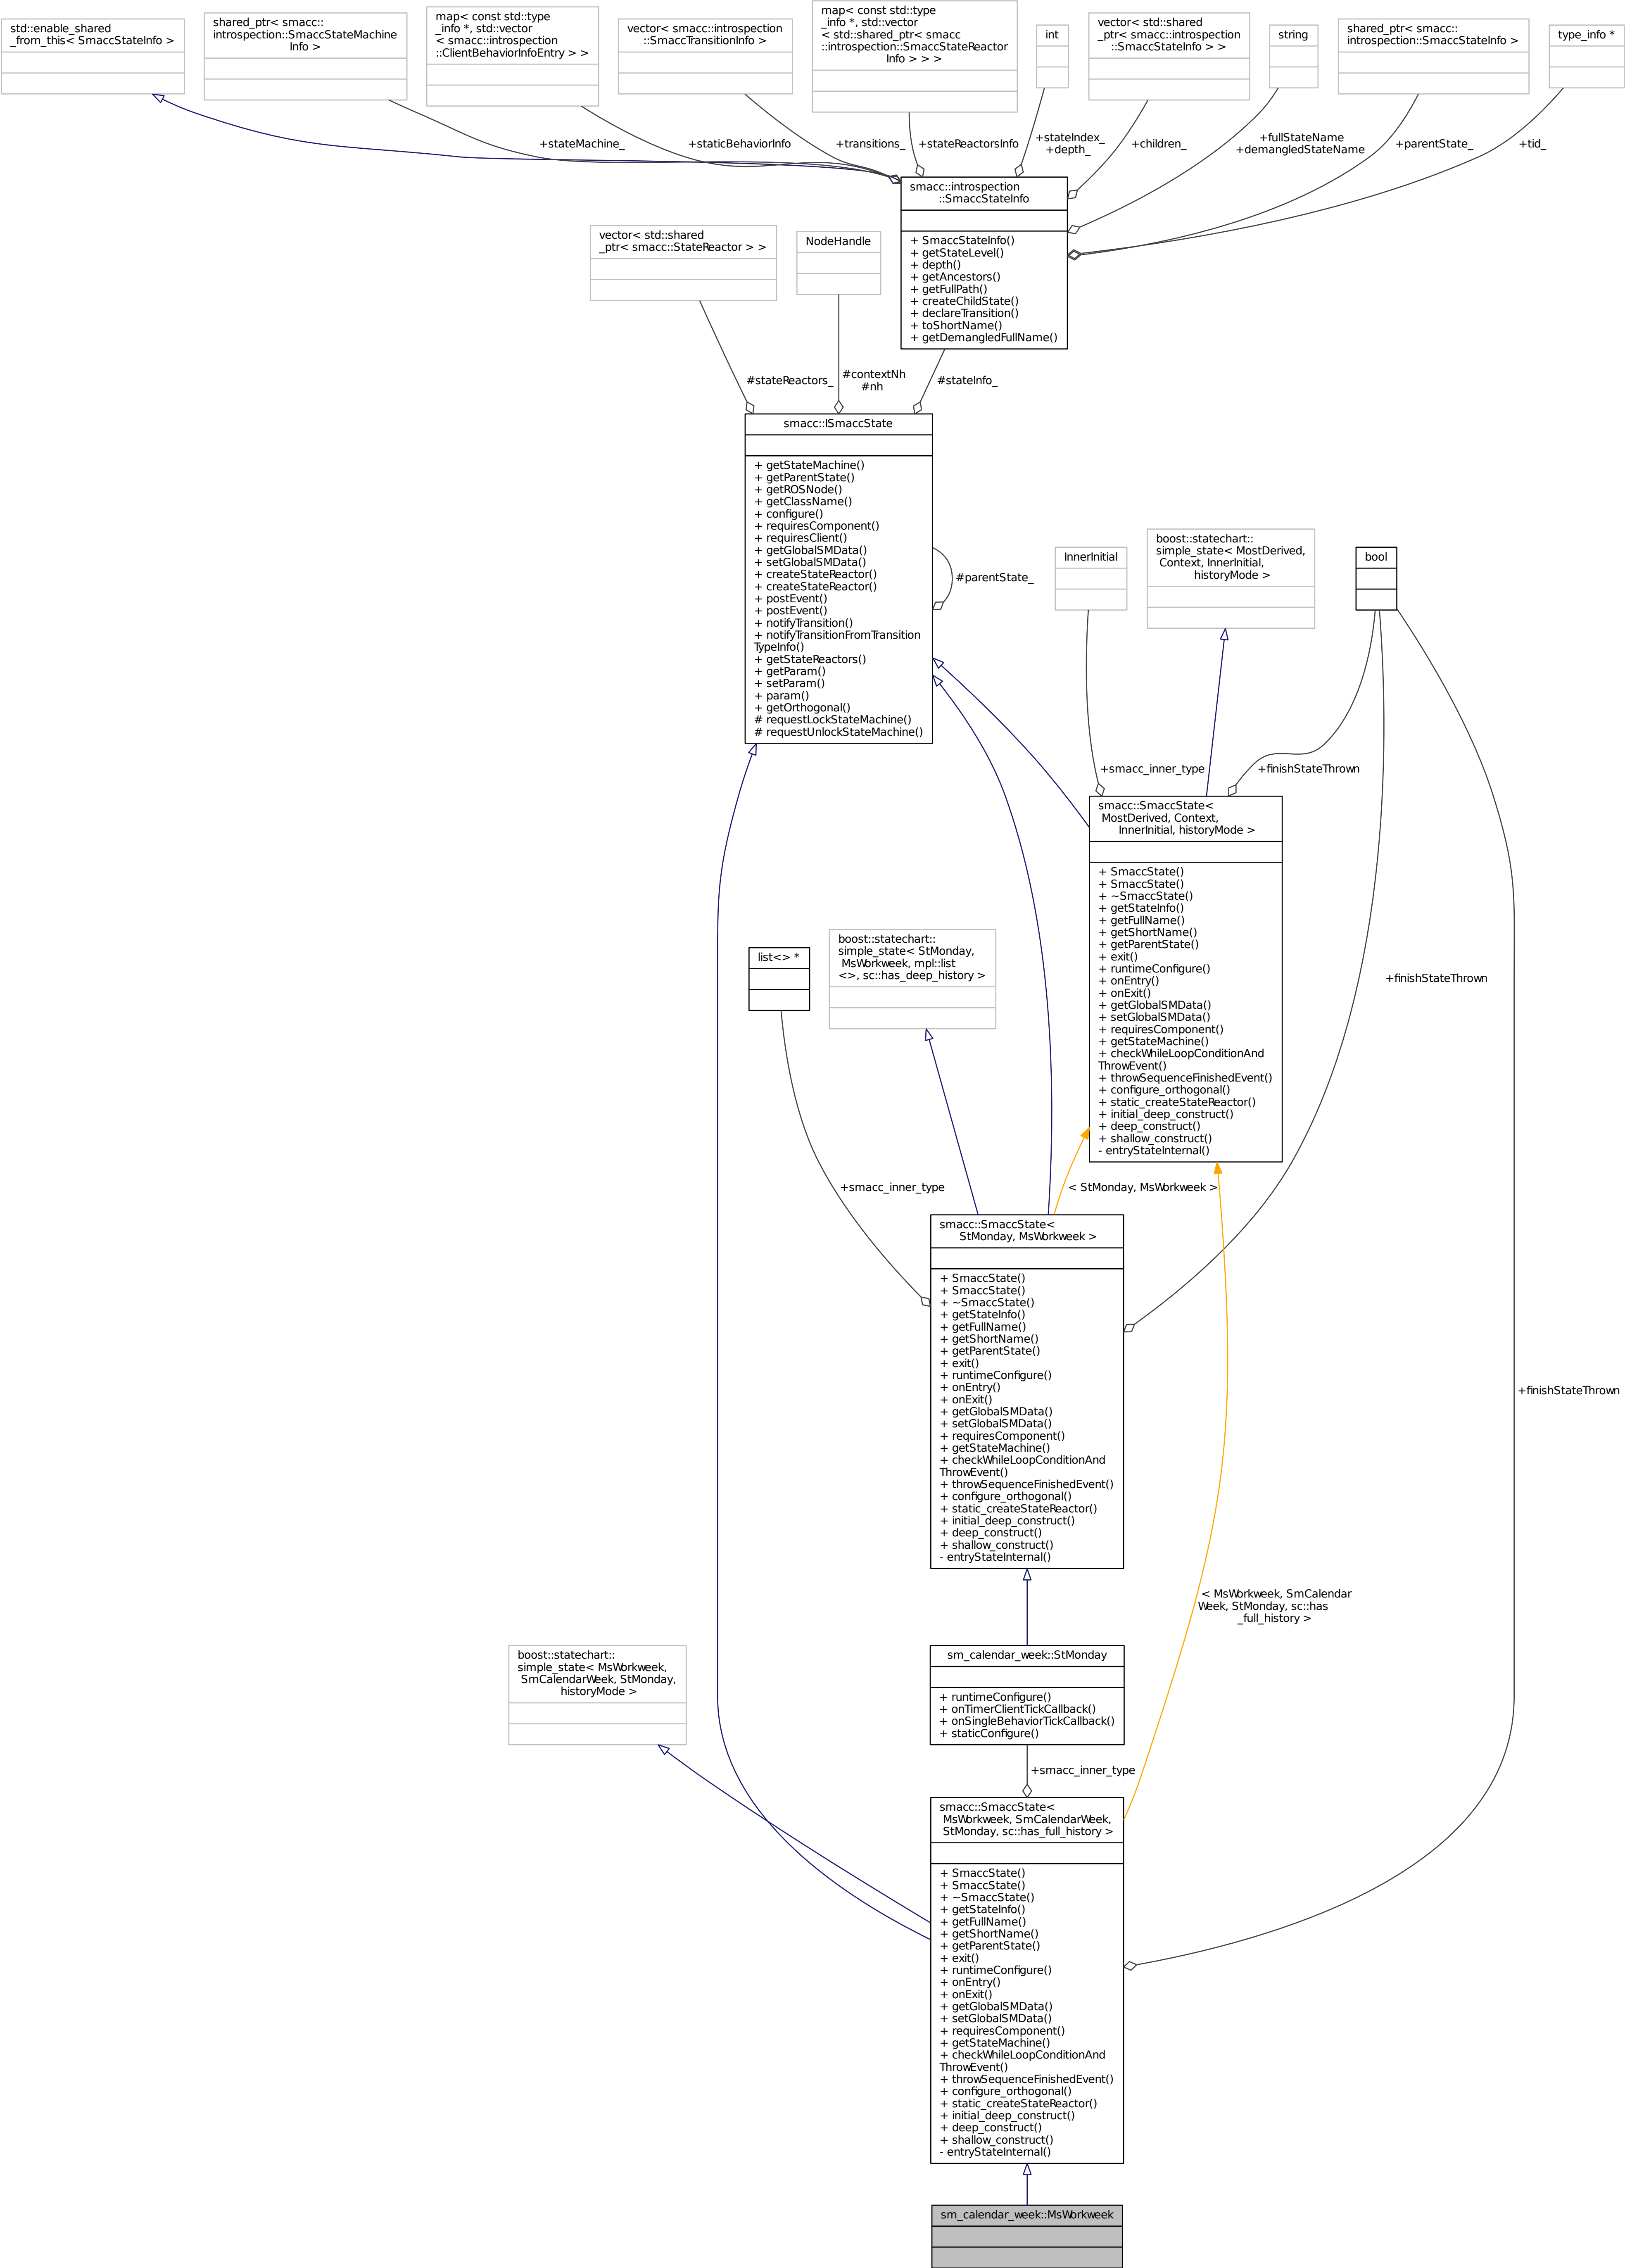 std::enable_shared
_from_this< SmaccStateInfo >
shared_ptr< smacc::
introspection::SmaccStateMachine
Info >
map< const std::type
_info *, std::vector
< smacc::introspection
::ClientBehaviorInfoEntry > >
vector< smacc::introspection
::SmaccTransitionInfo >
map< const std::type
_info *, std::vector
< std::shared_ptr< smacc
::introspection::SmaccStateReactor
Info > > >
int
vector< std::shared
_ptr< smacc::introspection
::SmaccStateInfo > >
string
shared_ptr< smacc::
introspection::SmaccStateInfo >
type_info *
+stateMachine_
+staticBehaviorInfo
+transitions_
+stateReactorsInfo
+stateIndex_
+depth_
+children_
+fullStateName
+demangledStateName
+parentState_
+tid_
smacc::introspection
::SmaccStateInfo
+ SmaccStateInfo()
+ getStateLevel()
+ depth()
+ getAncestors()
+ getFullPath()
+ createChildState()
+ declareTransition()
+ toShortName()
+ getDemangledFullName()
vector< std::shared
_ptr< smacc::StateReactor > >
NodeHandle
#stateReactors_
#contextNh
#nh
#stateInfo_
smacc::ISmaccState
+ getStateMachine()
+ getParentState()
+ getROSNode()
+ getClassName()
+ configure()
+ requiresComponent()
+ requiresClient()
+ getGlobalSMData()
+ setGlobalSMData()
+ createStateReactor()
+ createStateReactor()
+ postEvent()
+ postEvent()
+ notifyTransition()
+ notifyTransitionFromTransition
TypeInfo()
+ getStateReactors()
+ getParam()
+ setParam()
+ param()
+ getOrthogonal()
# requestLockStateMachine()
# requestUnlockStateMachine()
#parentState_
InnerInitial
boost::statechart::
simple_state< MostDerived,
Context, InnerInitial,
historyMode >
bool
+smacc_inner_type
+finishStateThrown
smacc::SmaccState<
MostDerived, Context,
InnerInitial, historyMode >
+ SmaccState()
+ SmaccState()
+ ~SmaccState()
+ getStateInfo()
+ getFullName()
+ getShortName()
+ getParentState()
+ exit()
+ runtimeConfigure()
+ onEntry()
+ onExit()
+ getGlobalSMData()
+ setGlobalSMData()
+ requiresComponent()
+ getStateMachine()
+ checkWhileLoopConditionAnd
ThrowEvent()
+ throwSequenceFinishedEvent()
+ configure_orthogonal()
+ static_createStateReactor()
+ initial_deep_construct()
+ deep_construct()
+ shallow_construct()
- entryStateInternal()
list<> *
boost::statechart::
simple_state< StMonday,
MsWorkweek, mpl::list
<>, sc::has_deep_history >
+finishStateThrown
+smacc_inner_type
< StMonday, MsWorkweek >
smacc::SmaccState<
StMonday, MsWorkweek >
+ SmaccState()
+ SmaccState()
+ ~SmaccState()
+ getStateInfo()
+ getFullName()
+ getShortName()
+ getParentState()
+ exit()
+ runtimeConfigure()
+ onEntry()
+ onExit()
+ getGlobalSMData()
+ setGlobalSMData()
+ requiresComponent()
+ getStateMachine()
+ checkWhileLoopConditionAnd
ThrowEvent()
+ throwSequenceFinishedEvent()
+ configure_orthogonal()
+ static_createStateReactor()
+ initial_deep_construct()
+ deep_construct()
+ shallow_construct()
- entryStateInternal()
+finishStateThrown
< MsWorkweek, SmCalendar
Week, StMonday, sc::has
_full_history >
boost::statechart::
simple_state< MsWorkweek,
SmCalendarWeek, StMonday,
historyMode >
sm_calendar_week::StMonday
+ runtimeConfigure()
+ onTimerClientTickCallback()
+ onSingleBehaviorTickCallback()
+ staticConfigure()
+smacc_inner_type
smacc::SmaccState<
MsWorkweek, SmCalendarWeek,
StMonday, sc::has_full_history >
+ SmaccState()
+ SmaccState()
+ ~SmaccState()
+ getStateInfo()
+ getFullName()
+ getShortName()
+ getParentState()
+ exit()
+ runtimeConfigure()
+ onEntry()
+ onExit()
+ getGlobalSMData()
+ setGlobalSMData()
+ requiresComponent()
+ getStateMachine()
+ checkWhileLoopConditionAnd
ThrowEvent()
+ throwSequenceFinishedEvent()
+ configure_orthogonal()
+ static_createStateReactor()
+ initial_deep_construct()
+ deep_construct()
+ shallow_construct()
- entryStateInternal()
sm_calendar_week::MsWorkweek